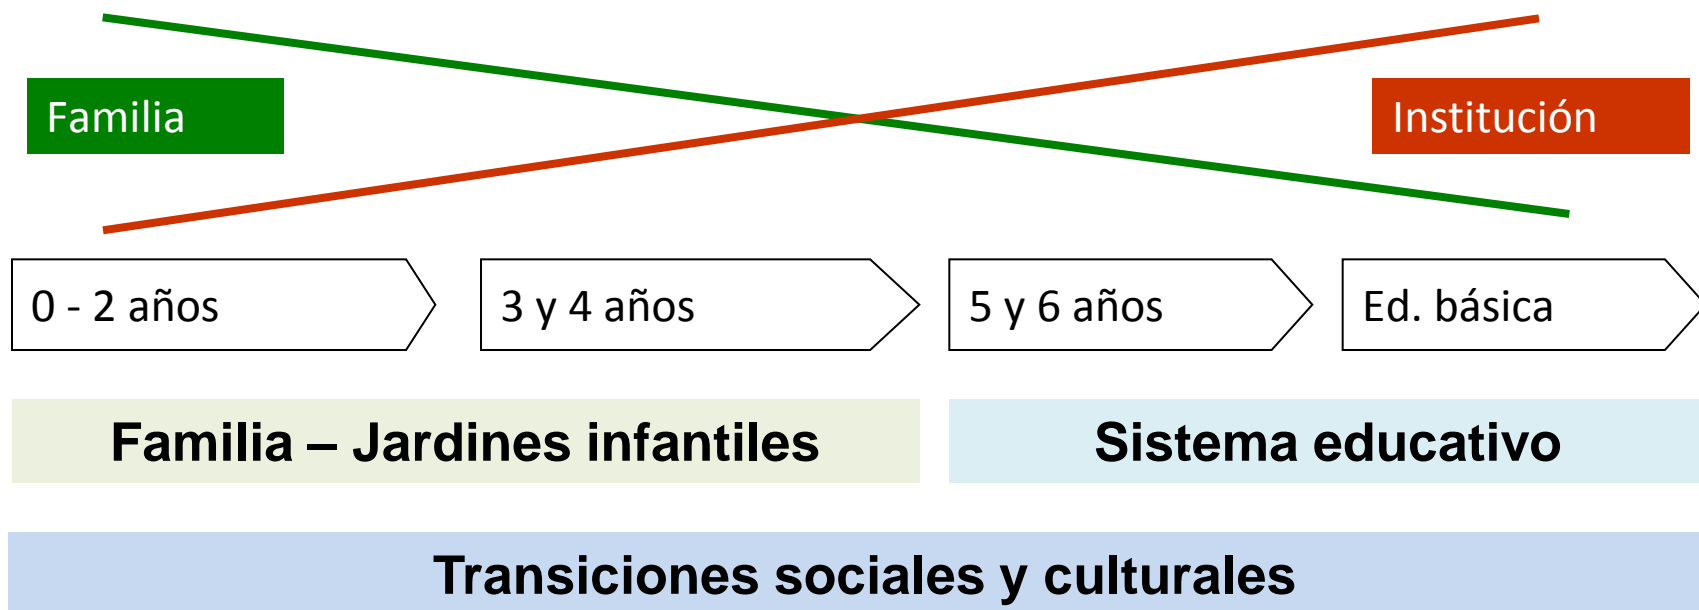 Familia
Institución
0 - 2 años
3 y 4 años
5 y 6 años
Ed. básica
Familia – Jardines infantiles
Sistema educativo
Transiciones sociales y culturales